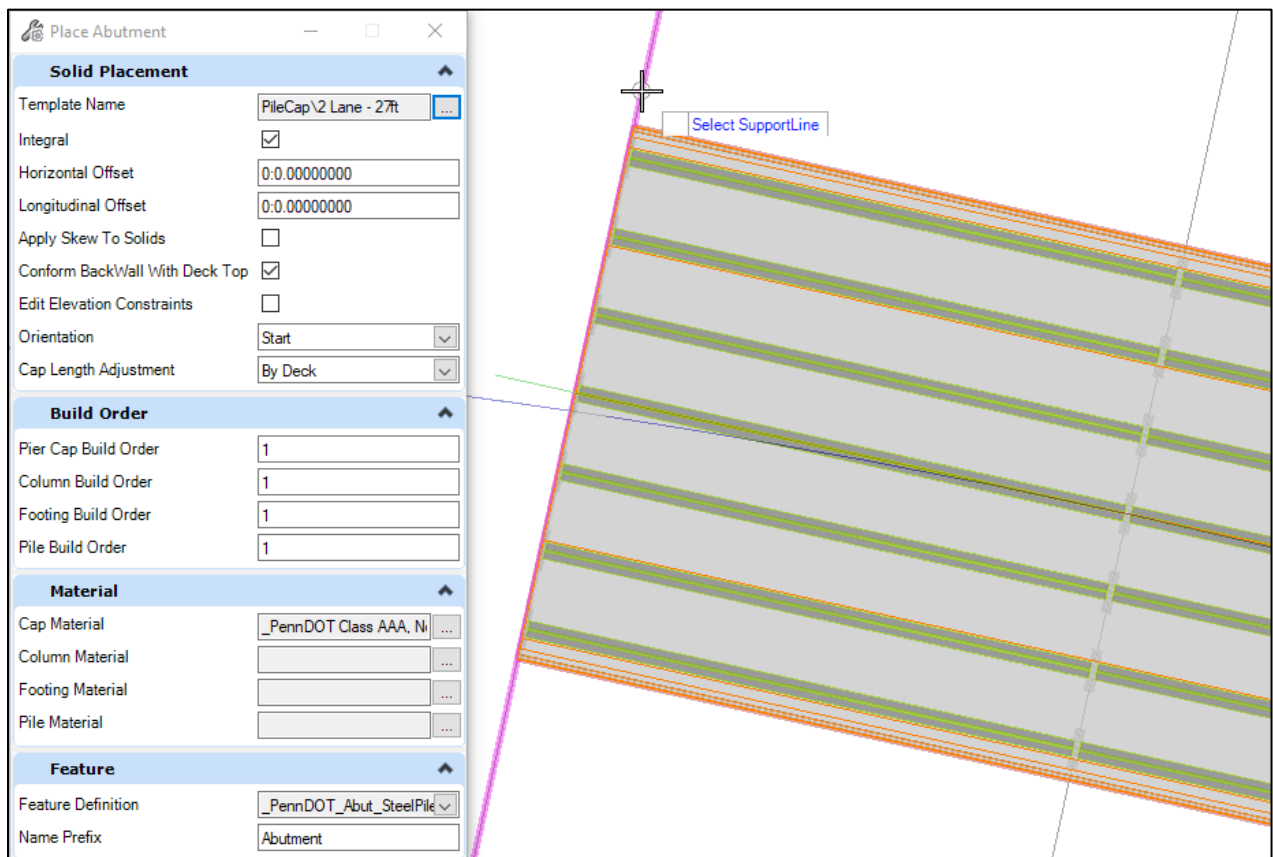 Place Abutment
Solid Placement
Template Name PileCap\2 Lane - 27ft ...
Integral
Horizontal Offset 0:0.00000000
Longitudinal Offset 0:0.00000000
Apply Skew To Solids
Conform BackWall With Deck Top
Edit Elevation Constraints
Orientation Start
Cap Length Adjustment By Deck
Build Order
Pier Cap Build Order 1
Column Build Order 1
Footing Build Order 1
Pile Build Order 1
Material
Cap Material _PennDOT Class AAA, ...
Column Material ...
Footing Material ...
Pile Material ...
Feature
Feature Definition _PennDOT_Abut_SteelPile
Name Prefix Abutment
Select SupportLine